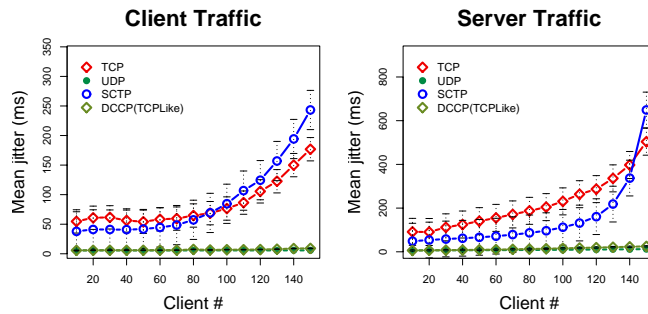 Client Traffic
Mean jitter (ms)
350
300
250
200
150
100
50
0
TCP
UDP
SCTP
DCCP(TCPLike)
20 40 60 80 100 120 140
Client #
Server Traffic
Mean jitter (ms)
800
600
400
200
0
TCP
UDP
SCTP
DCCP(TCPLike)
20 40 60 80 100 120 140
Client #